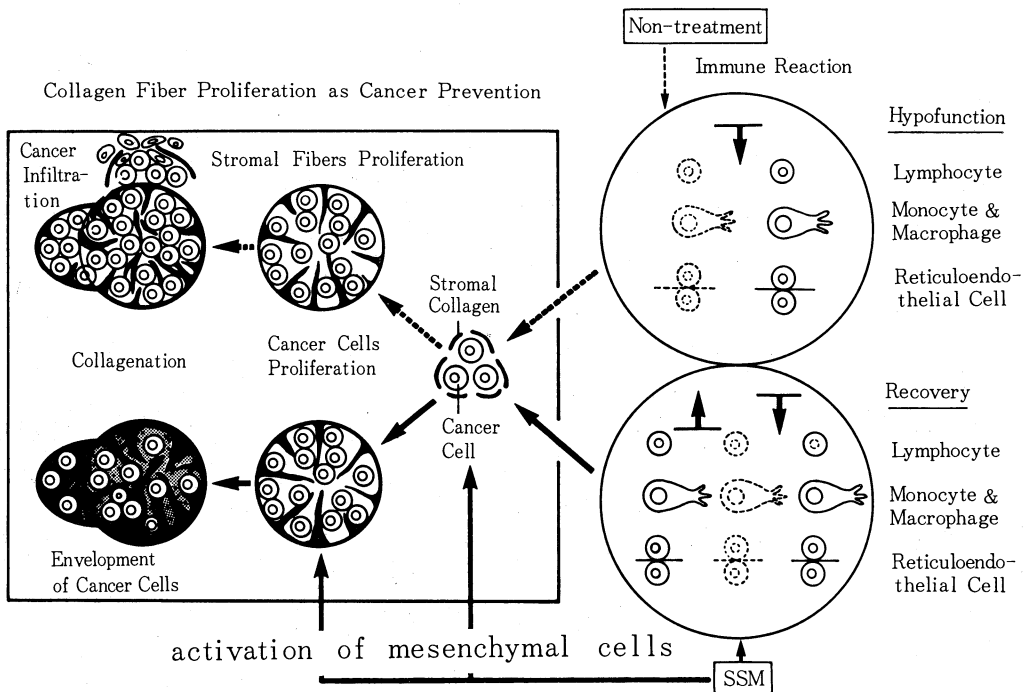 Non-treatment
Immune Reaction
Collagen Fiber Proliferation as Cancer Prevention
Hypofunction
Cancer
Infiltra-
tion
Stromal Fibers Proliferation
Lymphocyte
Monocyte &
Macrophage
Reticuloendo-
thelial Cell
Stromal
Collagen
Collagenation
Cancer Cells
Proliferation
Recovery
Cancer
Cell
Lymphocyte
Monocyte &
Macrophage
Envelopment
of Cancer Cells
Reticuloendo-
thelial Cell
activation of mesenchymal cells
SSM